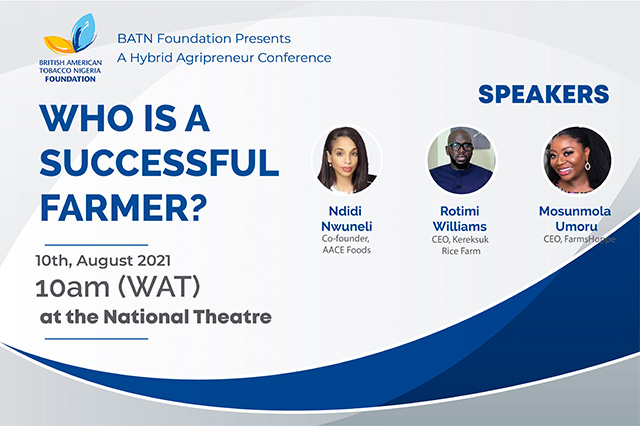 BRITISH AMERICAN
TOBACCO NIGERIA
FOUNDATION
BATN Foundation Presents
A Hybrid Agripreneur Conference
WHO IS A
SUCCESSFUL
FARMER?
10th, August 2021
10am (WAT)
at the National Theatre
SPEAKERS
Ndidi
Nwuneli
Co-founder,
AACE Foods
Rotimi
Williams
CEO, Kereksuk
Rice Farm
Mosunmola
Umoru
CEO, FarmsHoppe